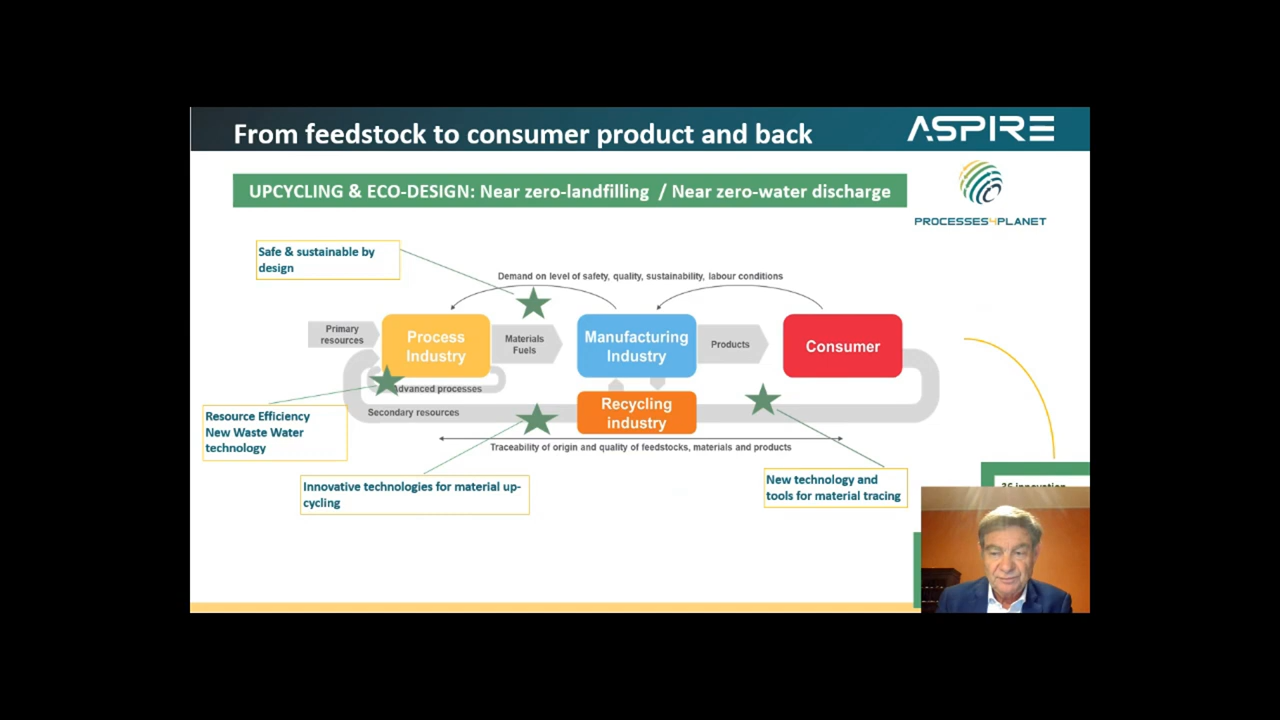 From feedstock to consumer product and back
ASPIRE
UPCYCLING & ECO-DESIGN: Near zero-landfilling / Near zero-water discharge
PROCESSES4PLANET
Safe & sustainable by
design
Demand on level of safety, quality, sustainability, labour conditions
Primary
resources
Process
Industry
Materials
Fuels
Manufacturing
Industry
Products
Consumer
Advanced processes
Secondary resources
Recycling
industry
Resource Efficiency
New Waste Water
technology
Traceability of origin and quality of feedstocks, materials and products
Innovative technologies for material up-
cycling
New technology and
tools for material tracing
36 innovation